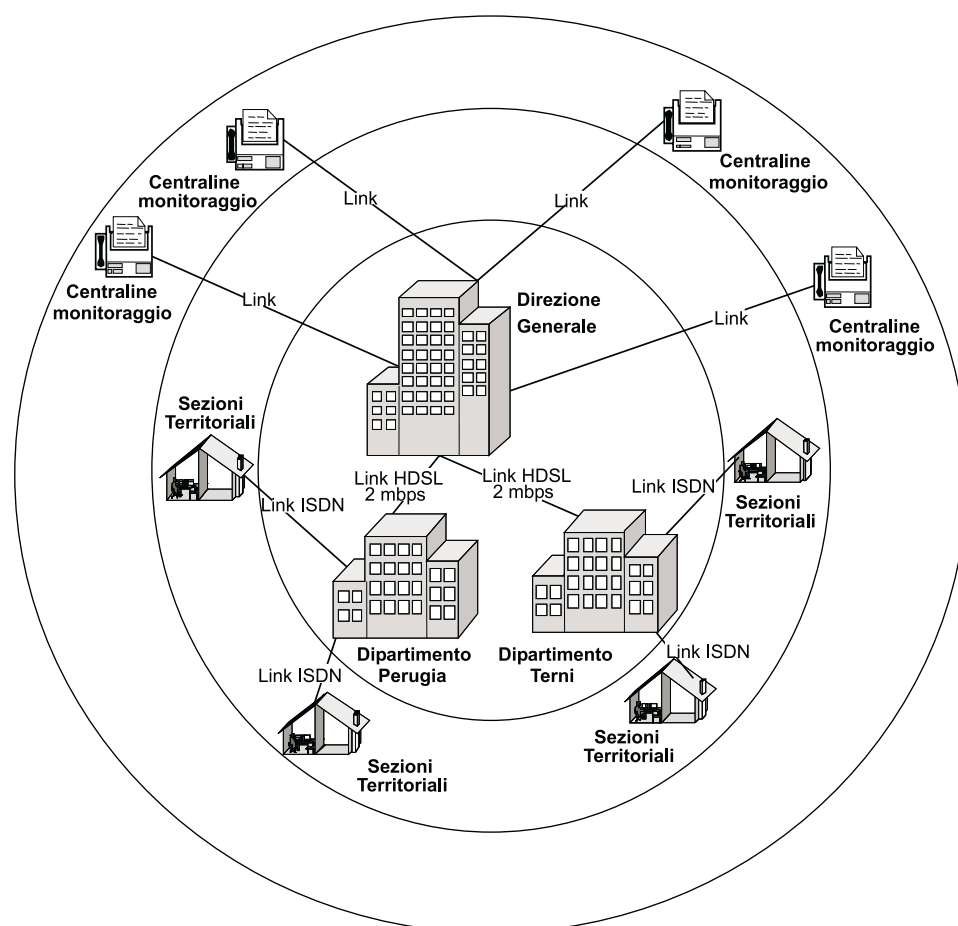 Centraline
monitoraggio
Link
Centraline
monitoraggio
Link
Centraline
monitoraggio
Link
Direzione
Generale
Centraline
monitoraggio
Link
Sezioni
Territoriali
Link ISDN
Link HDSL
2 mbps
Link HDSL
2 mbps
Link ISDN
Sezioni
Territoriali
Dipartimento
Perugia
Dipartimento
Terni
Link ISDN
Link ISDN
Sezioni
Territoriali
Sezioni
Territoriali